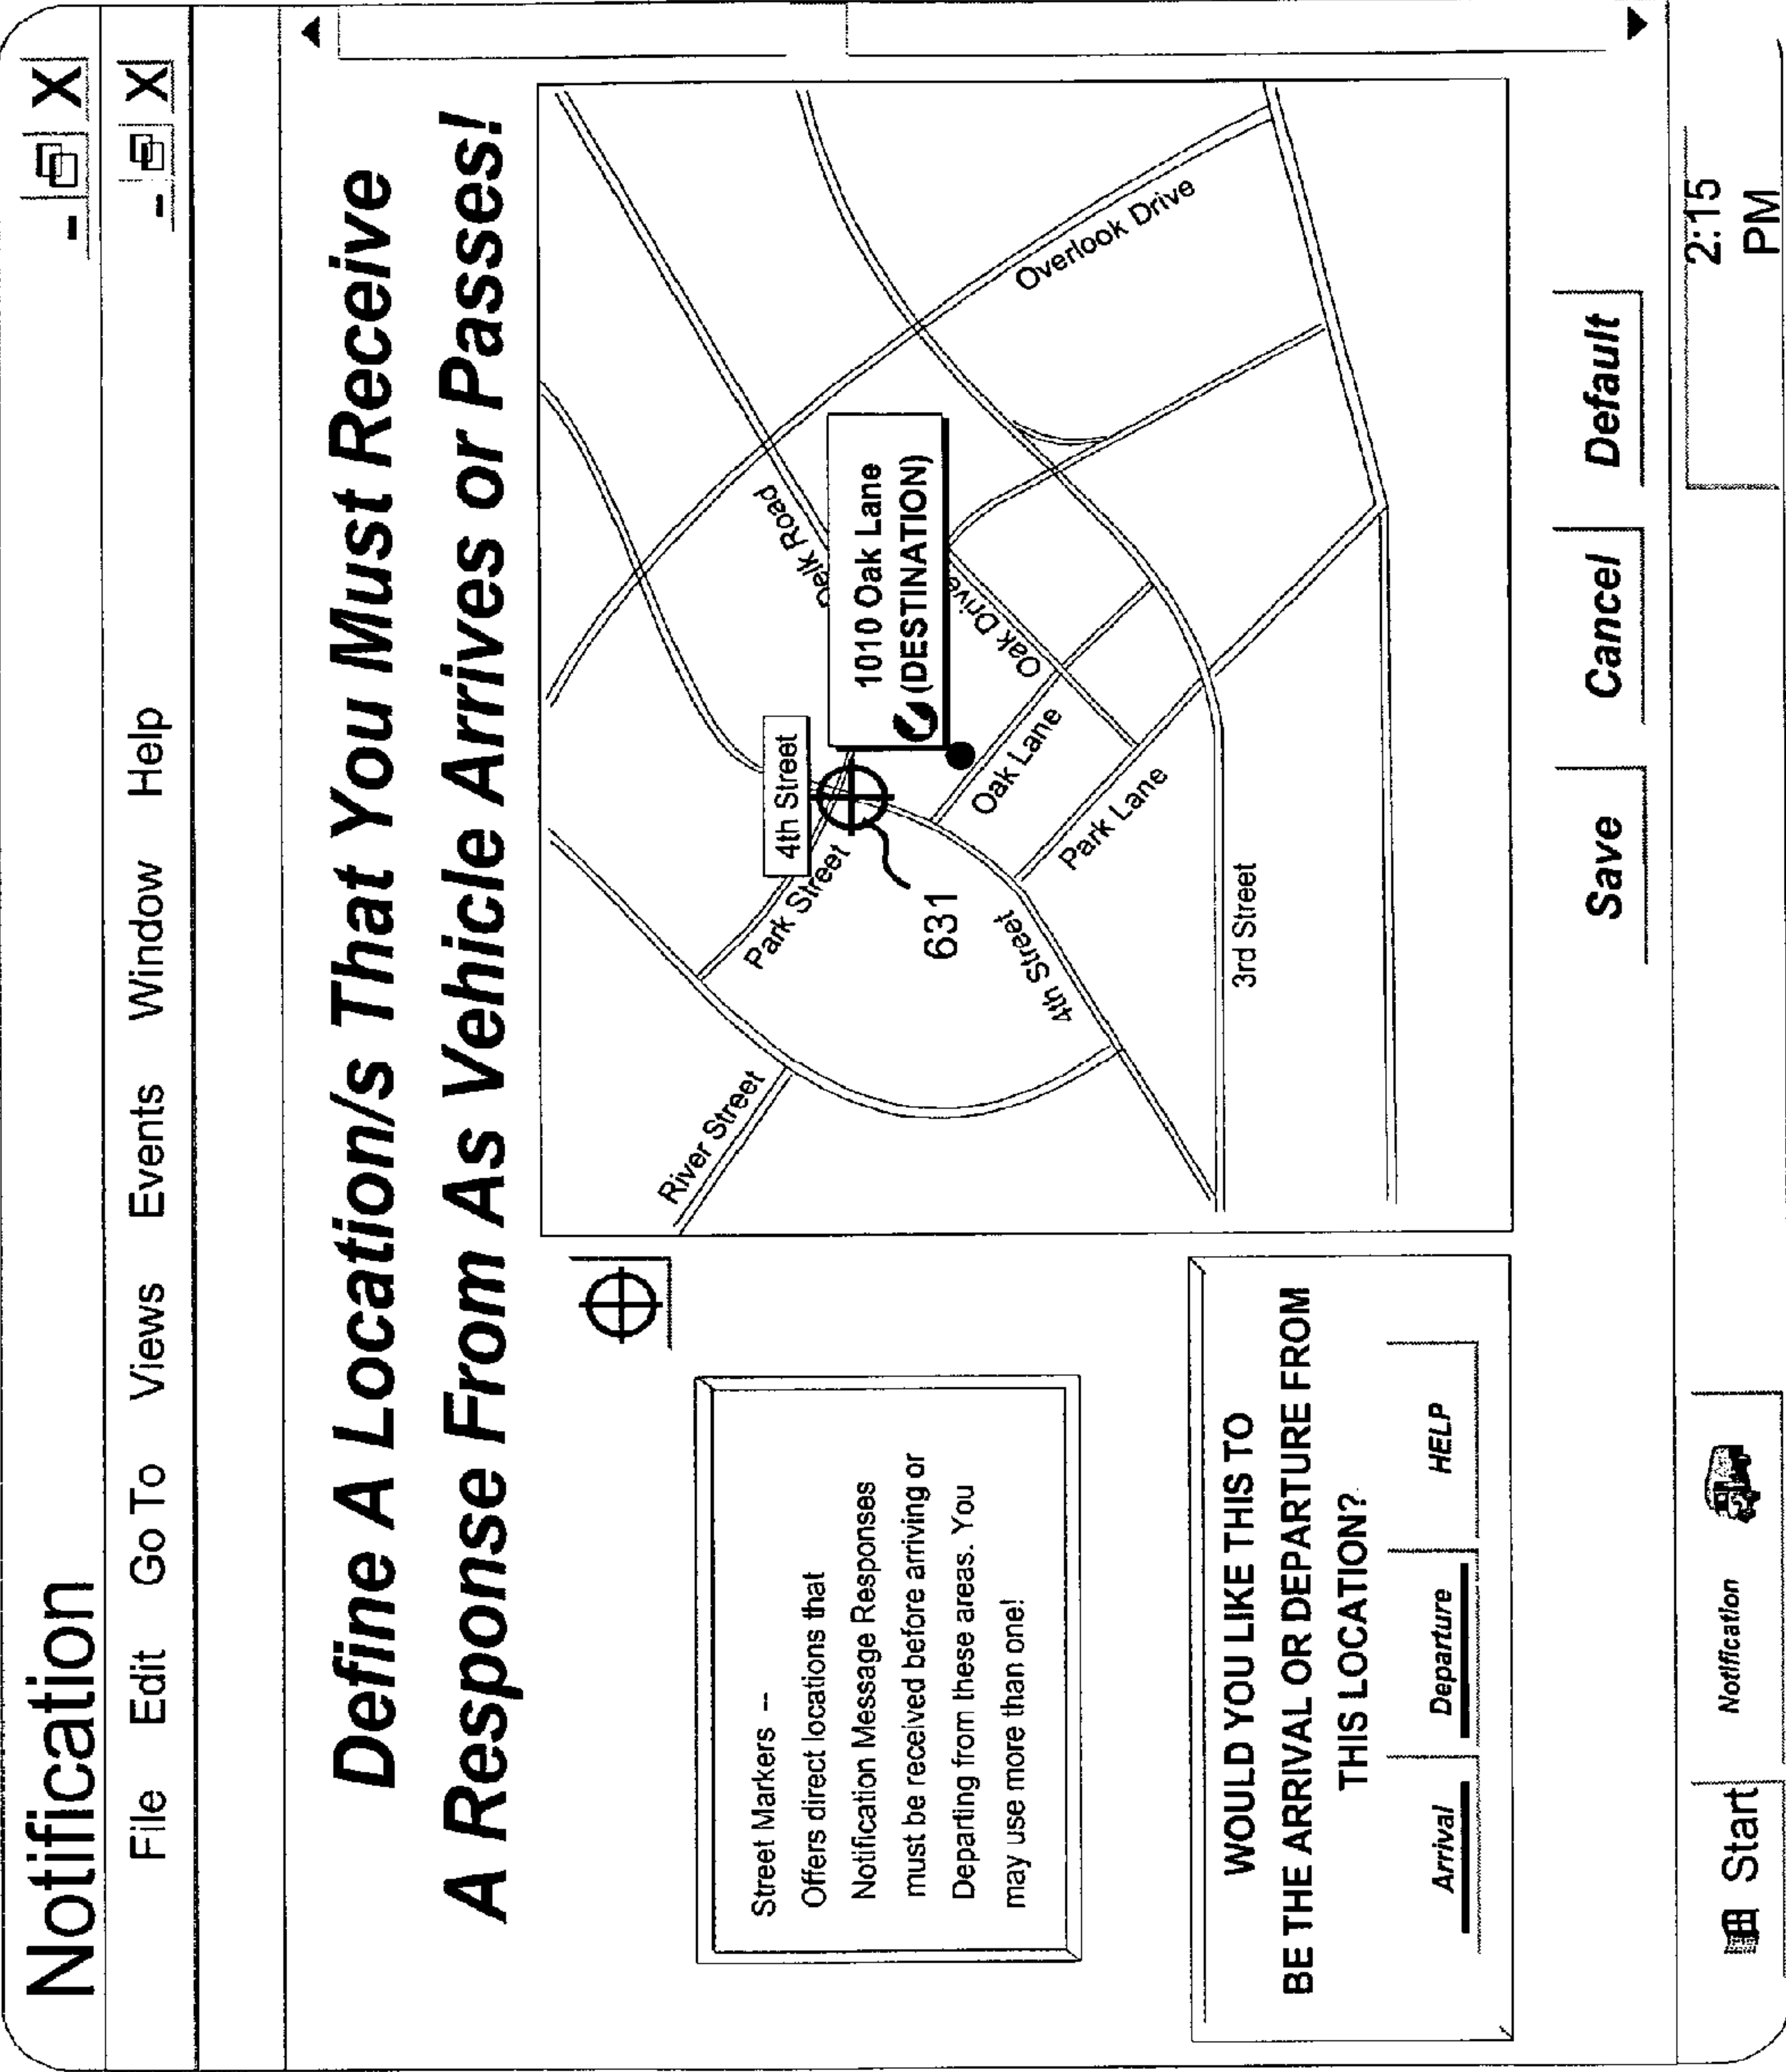 Notification
File Edit Go To Views Events Window Help
Define A Location/s That You Must Receive
A Response From As Vehicle Arrives or Passes!
Street Markers --
Offers direct locations that
Notification Message Responses
must be received before arriving or
Departing from these areas. You
may use more than one!
WOULD YOU LIKE THIS TO
BE THE ARRIVAL OR DEPARTURE FROM
THIS LOCATION?
Arrival Departure HELP
River Street
Park Street
4th Street
631
1010 Oak Lane
(DESTINATION)
Road
Overlook Drive
Oak Drive
Oak Lane
Park Lane
4th Street
3rd Street
Save Cancel Default
Start Notification 2:15
PM